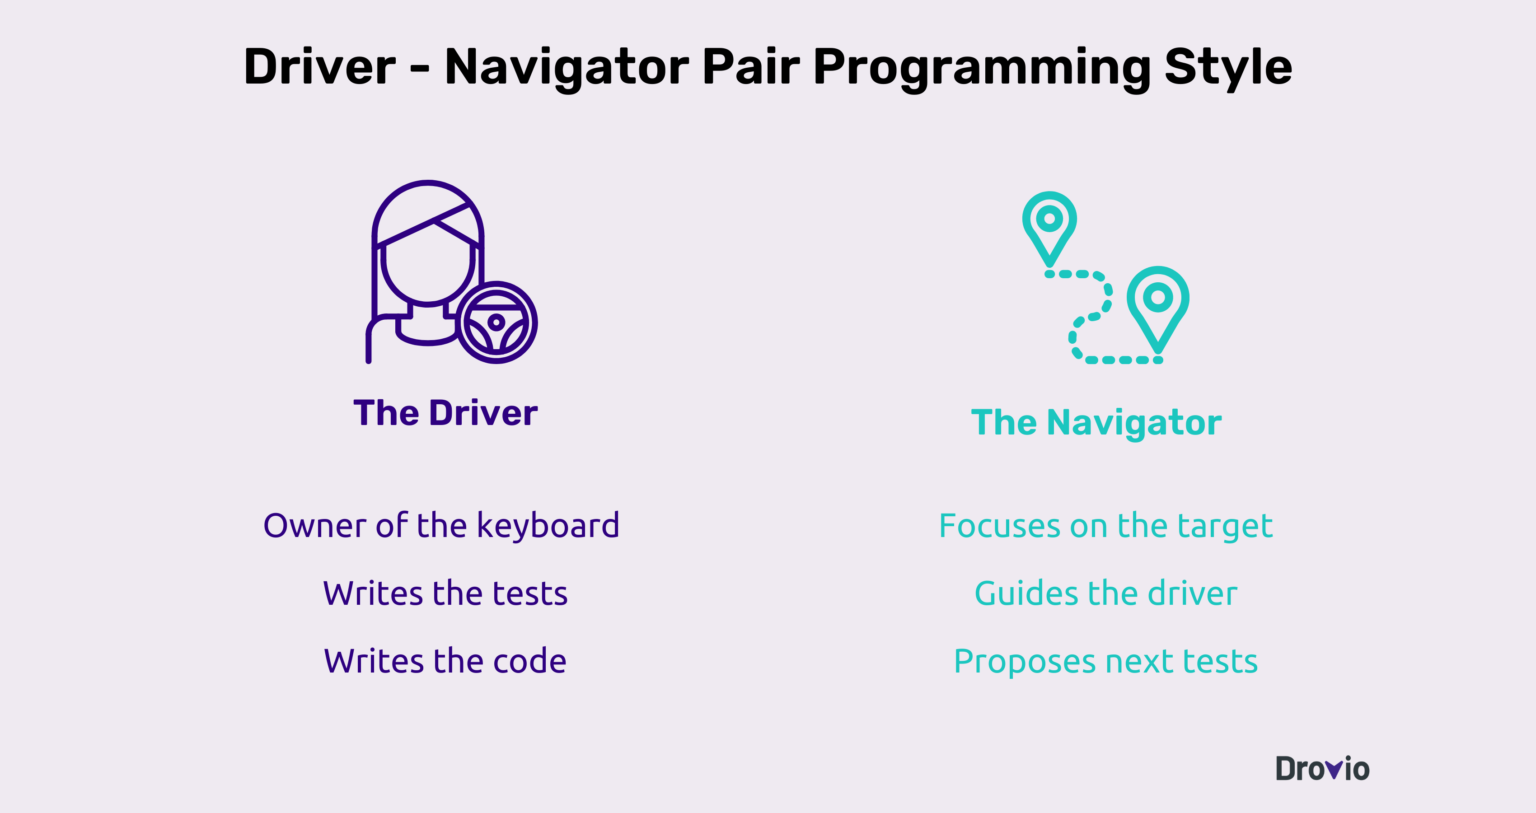 Driver - Navigator Pair Programming Style
The Driver
Owner of the keyboard
Writes the tests
Writes the code
The Navigator
Focuses on the target
Guides the driver
Proposes next tests
Drovio